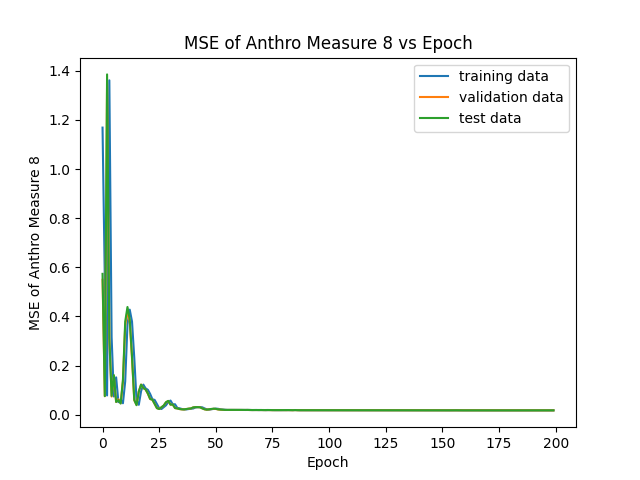 MSE of Anthro Measure 8 vs Epoch
training data
validation data
test data
MSE of Anthro Measure 8
1.4
1.2
1.0
0.8
0.6
0.4
0.2
0.0
0 25 50 75 100 125 150 175 200
Epoch